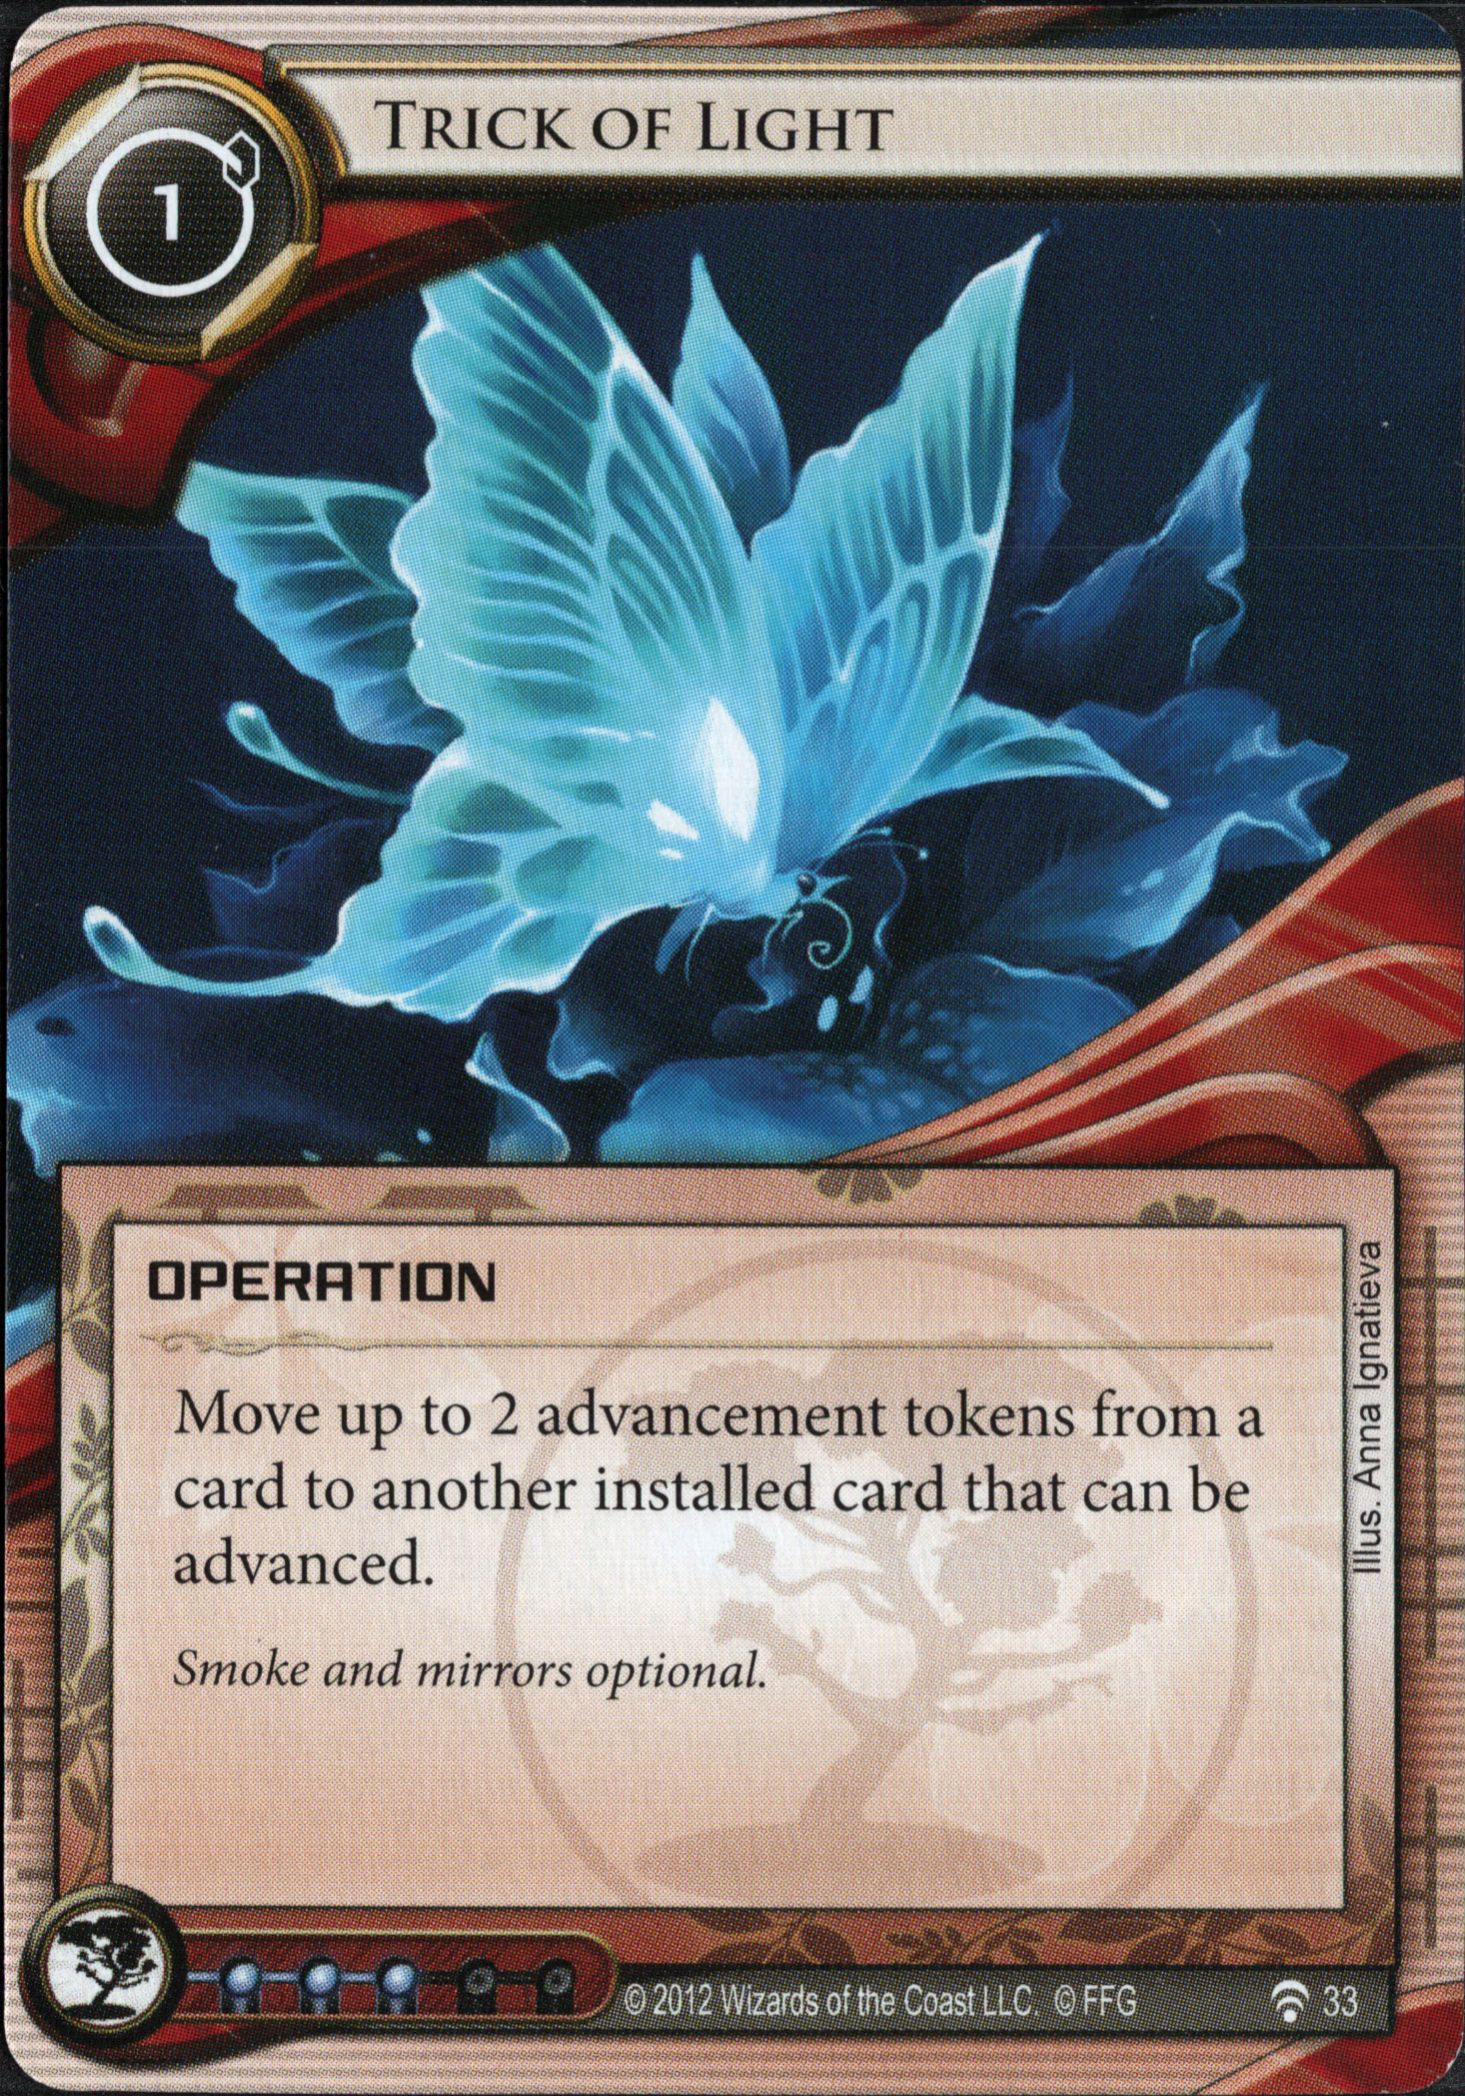 1
TRICK OF LIGHT
OPERATION
Move up to 2 advancement tokens from a
card to another installed card that can be
advanced.
Smoke and mirrors optional.
Illus. Anna Ignatieva
© 2012 Wizards of the Coast LLC. © FFG
33